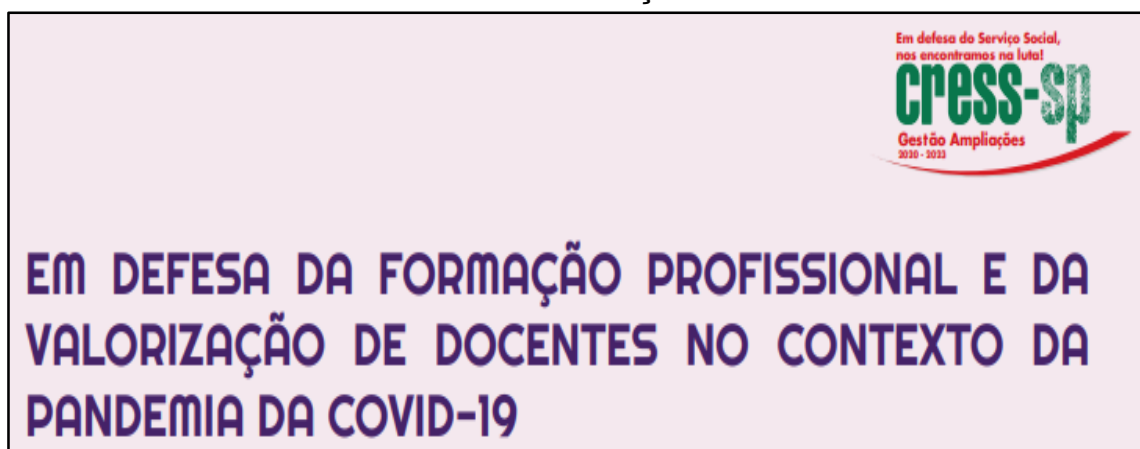 Em defesa do Serviço Social,
nos encontramos na luta!
cress-sp
Gestão Ampliações
2020 - 2023
EM DEFESA DA FORMAÇÃO PROFISSIONAL E DA
VALORIZAÇÃO DE DOCENTES NO CONTEXTO DA
PANDEMIA DA COVID-19